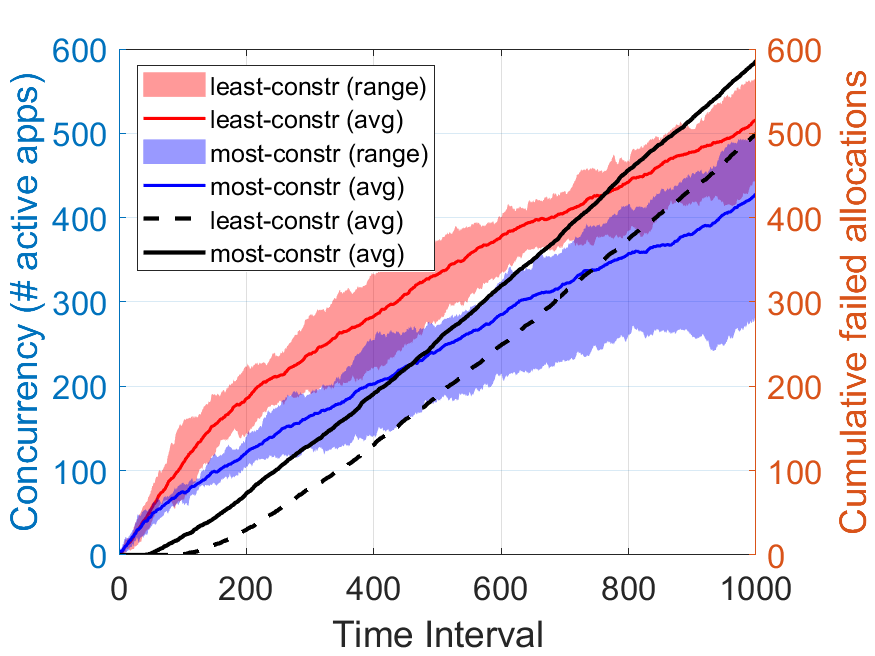 Concurrency (# active apps)
600
500
400
300
200
100
0
least-constr (range)
least-constr (avg)
most-constr (range)
most-constr (avg)
least-constr (avg)
most-constr (avg)
600
500
400
300
200
100
0
Cumulative failed allocations
0 200 400 600 800 1000
Time Interval